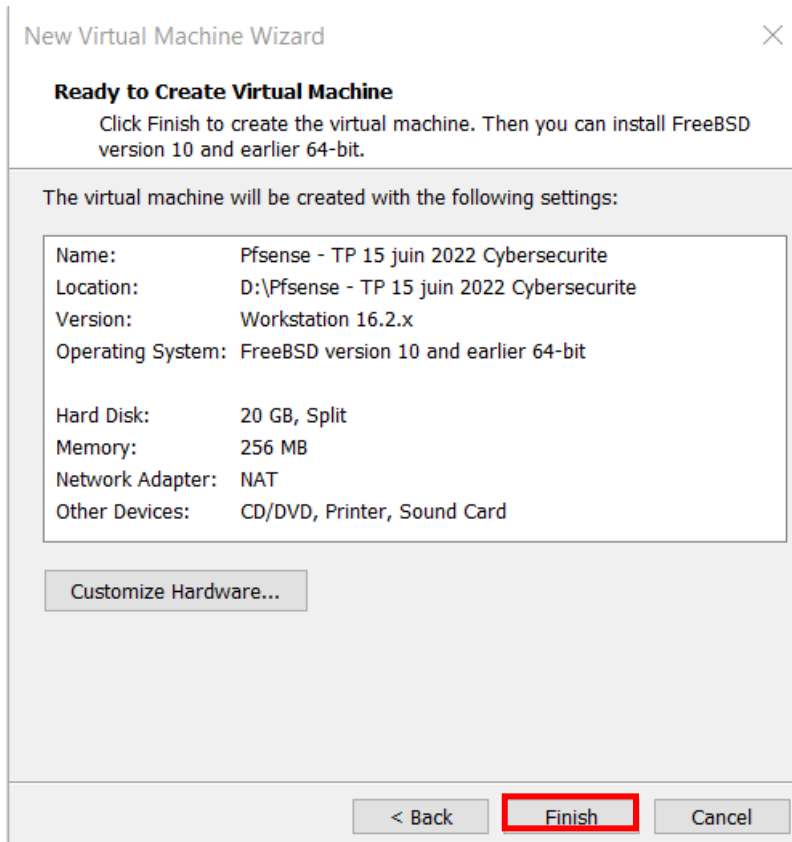 New Virtual Machine Wizard
Ready to Create Virtual Machine
Click Finish to create the virtual machine. Then you can install FreeBSD
version 10 and earlier 64-bit.
The virtual machine will be created with the following settings:
Name: Pfsense - TP 15 juin 2022 Cybersecurite
Location: D:\Pfsense - TP 15 juin 2022 Cybersecurite
Version: Workstation 16.2.x
Operating System: FreeBSD version 10 and earlier 64-bit
Hard Disk: 20 GB, Split
Memory: 256 MB
Network Adapter: NAT
Other Devices: CD/DVD, Printer, Sound Card
Customize Hardware...
< Back Finish Cancel